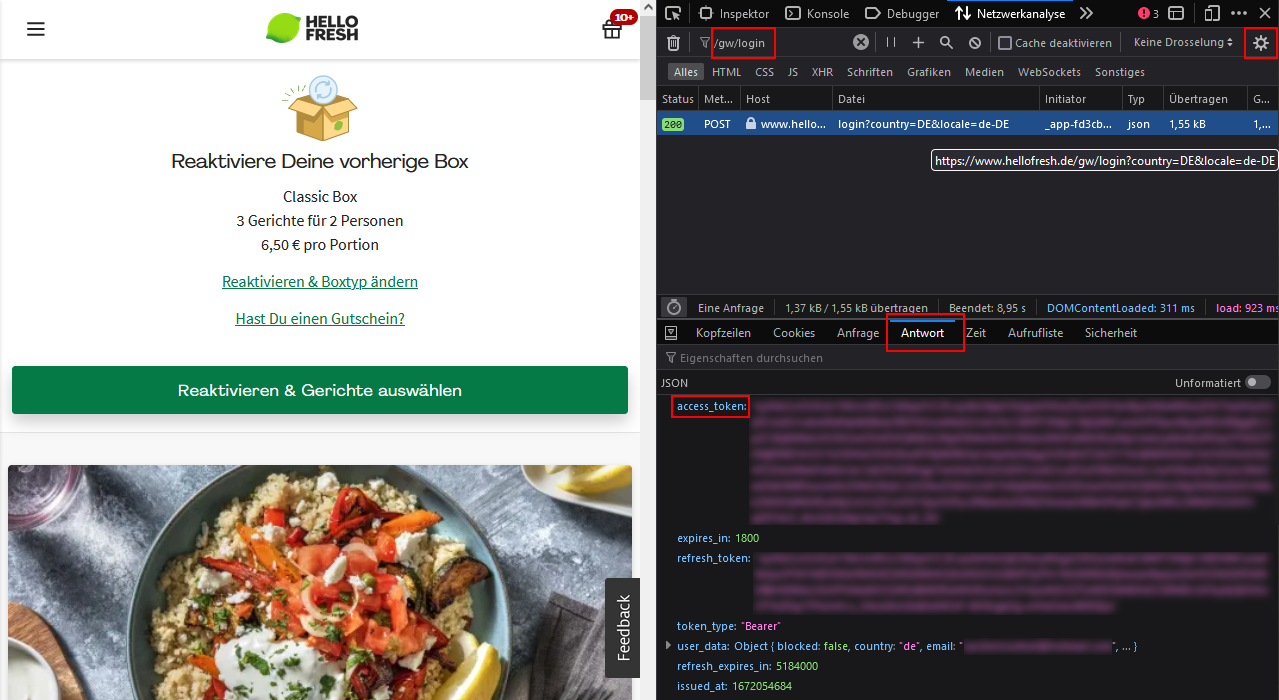 HELLO
FRESH
10+
Reaktiviere Deine vorherige Box
Classic Box
3 Gerichte für 2 Personen
6,50 € pro Portion
Reaktivieren & Boxtyp ändern
Hast Du einen Gutschein?
Reaktivieren & Gerichte auswählen
Feedback
Inspektor Konsole Debugger Netzwerkanalyse 3
/gw/login Cache deaktivieren Keine Drosselung
Alles HTML CSS JS XHR Schriften Grafiken Medien WebSockets Sonstiges
Status Met... Host Datei Initiator Typ Übertragen G...
200 POST www.hello... login?country=DE&locale=de-DE _app-fd3cb... json 1,55 kB 1,...
https://www.hellofresh.de/gw/login?country=DE&locale=de-DE
Eine Anfrage 1,37 kB / 1,55 kB übertragen Beendet: 8,95 s DOMContentLoaded: 311 ms load: 923 ms
Kopfzeilen Cookies Anfrage Antwort Zeit Aufrufliste Sicherheit
Eigenschaften durchsuchen
JSON Unformatiert
access_token:
expires_in: 1800
refresh_token:
token_type: "Bearer"
user_data: Object { blocked: false, country: "de", email: " ", ... }
refresh_expires_in: 5184000
issued_at: 1672054684